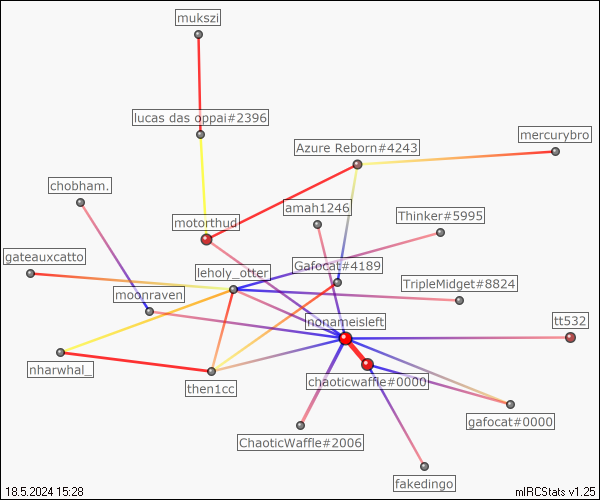 mukszi
lucas das oppai#2396
mercurybro
Azure Reborn#4243
chobham.
amah1246
Thinker#5995
motorthud
gateauxcatto
leholy_otter
Gafocat#4189
TripleMidget#8824
moonraven
nonameisleft
tt532
nharwhal_
then1cc
chaoticwaffle#0000
gafocat#0000
ChaoticWaffle#2006
fakedingo
18.5.2024 15:28
mIRCStats v1.25